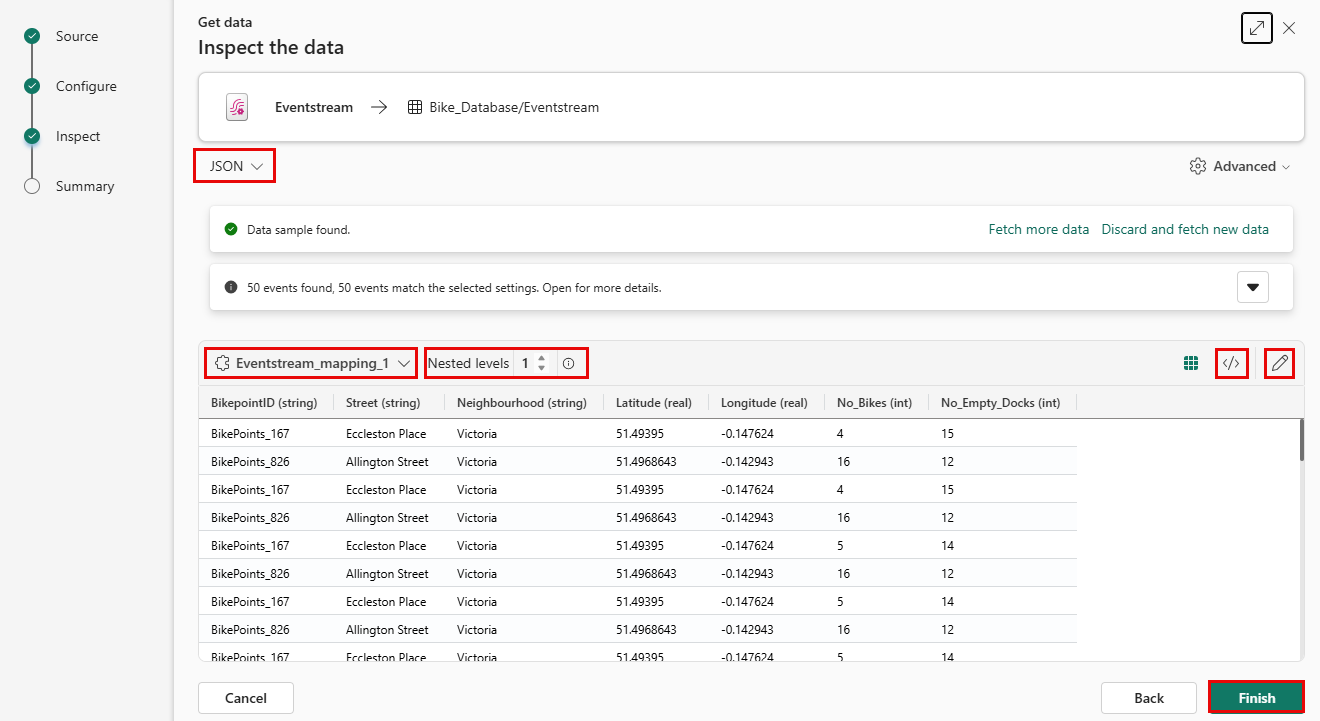 Source
Configure
Inspect
Summary
Get data
Inspect the data
Eventstream → Bike_Database/Eventstream
JSON
Advanced
Data sample found.
Fetch more data Discard and fetch new data
50 events found, 50 events match the selected settings. Open for more details.
Eventstream_mapping_1 Nested levels 1
BikepointID (string) Street (string) Neighbourhood (string) Latitude (real) Longitude (real) No_Bikes (int) No_Empty_Docks (int)
BikePoints_167 Eccleston Place Victoria 51.49395 -0.147624 4 15
BikePoints_826 Allington Street Victoria 51.4968643 -0.142943 16 12
BikePoints_167 Eccleston Place Victoria 51.49395 -0.147624 4 15
BikePoints_826 Allington Street Victoria 51.4968643 -0.142943 16 12
BikePoints_167 Eccleston Place Victoria 51.49395 -0.147624 5 14
BikePoints_826 Allington Street Victoria 51.4968643 -0.142943 16 12
BikePoints_167 Eccleston Place Victoria 51.49395 -0.147624 5 14
BikePoints_826 Allington Street Victoria 51.4968643 -0.142943 16 12
BikePoints_167 Eccleston Place Victoria 51.49395 -0.147624 5 14
Cancel
Back
Finish